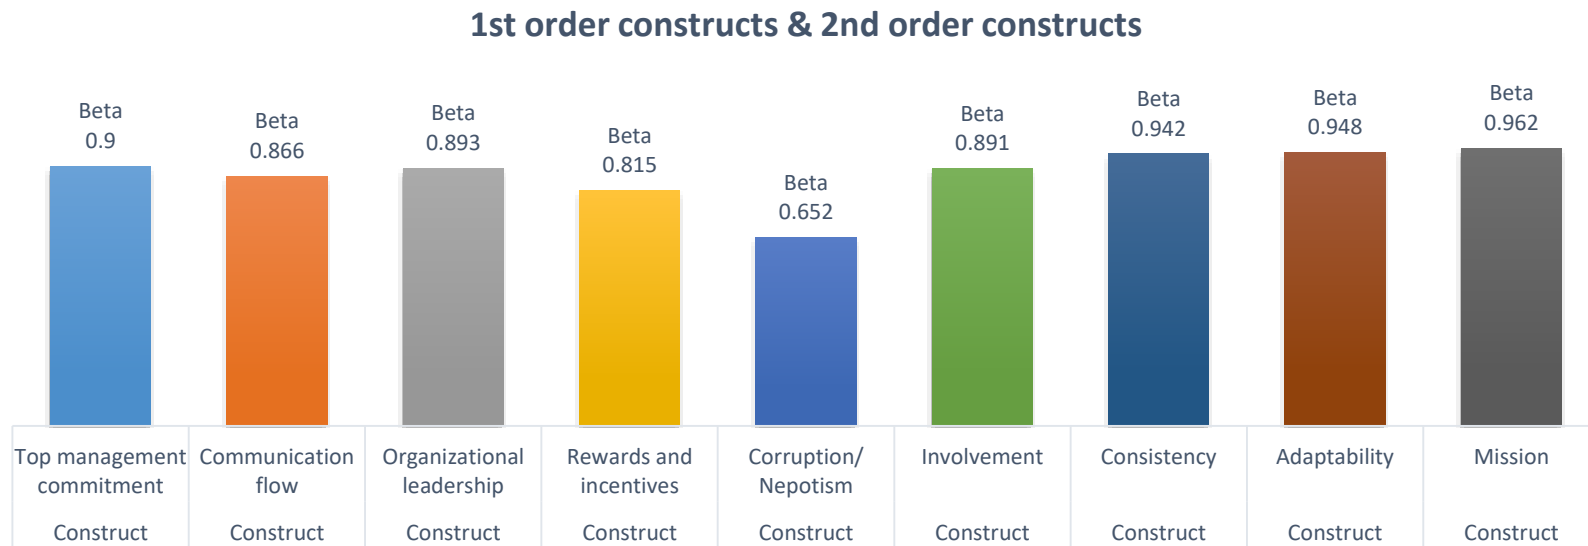 1st order constructs & 2nd order constructs
Beta
0.9
Beta
0.866
Beta
0.893
Beta
0.815
Beta
0.652
Beta
0.891
Beta
0.942
Beta
0.948
Beta
0.962
Top management
commitment
Communication
flow
Organizational
leadership
Rewards and
incentives
Corruption/
Nepotism
Involvement
Consistency
Adaptability
Mission
Construct
Construct
Construct
Construct
Construct
Construct
Construct
Construct
Construct